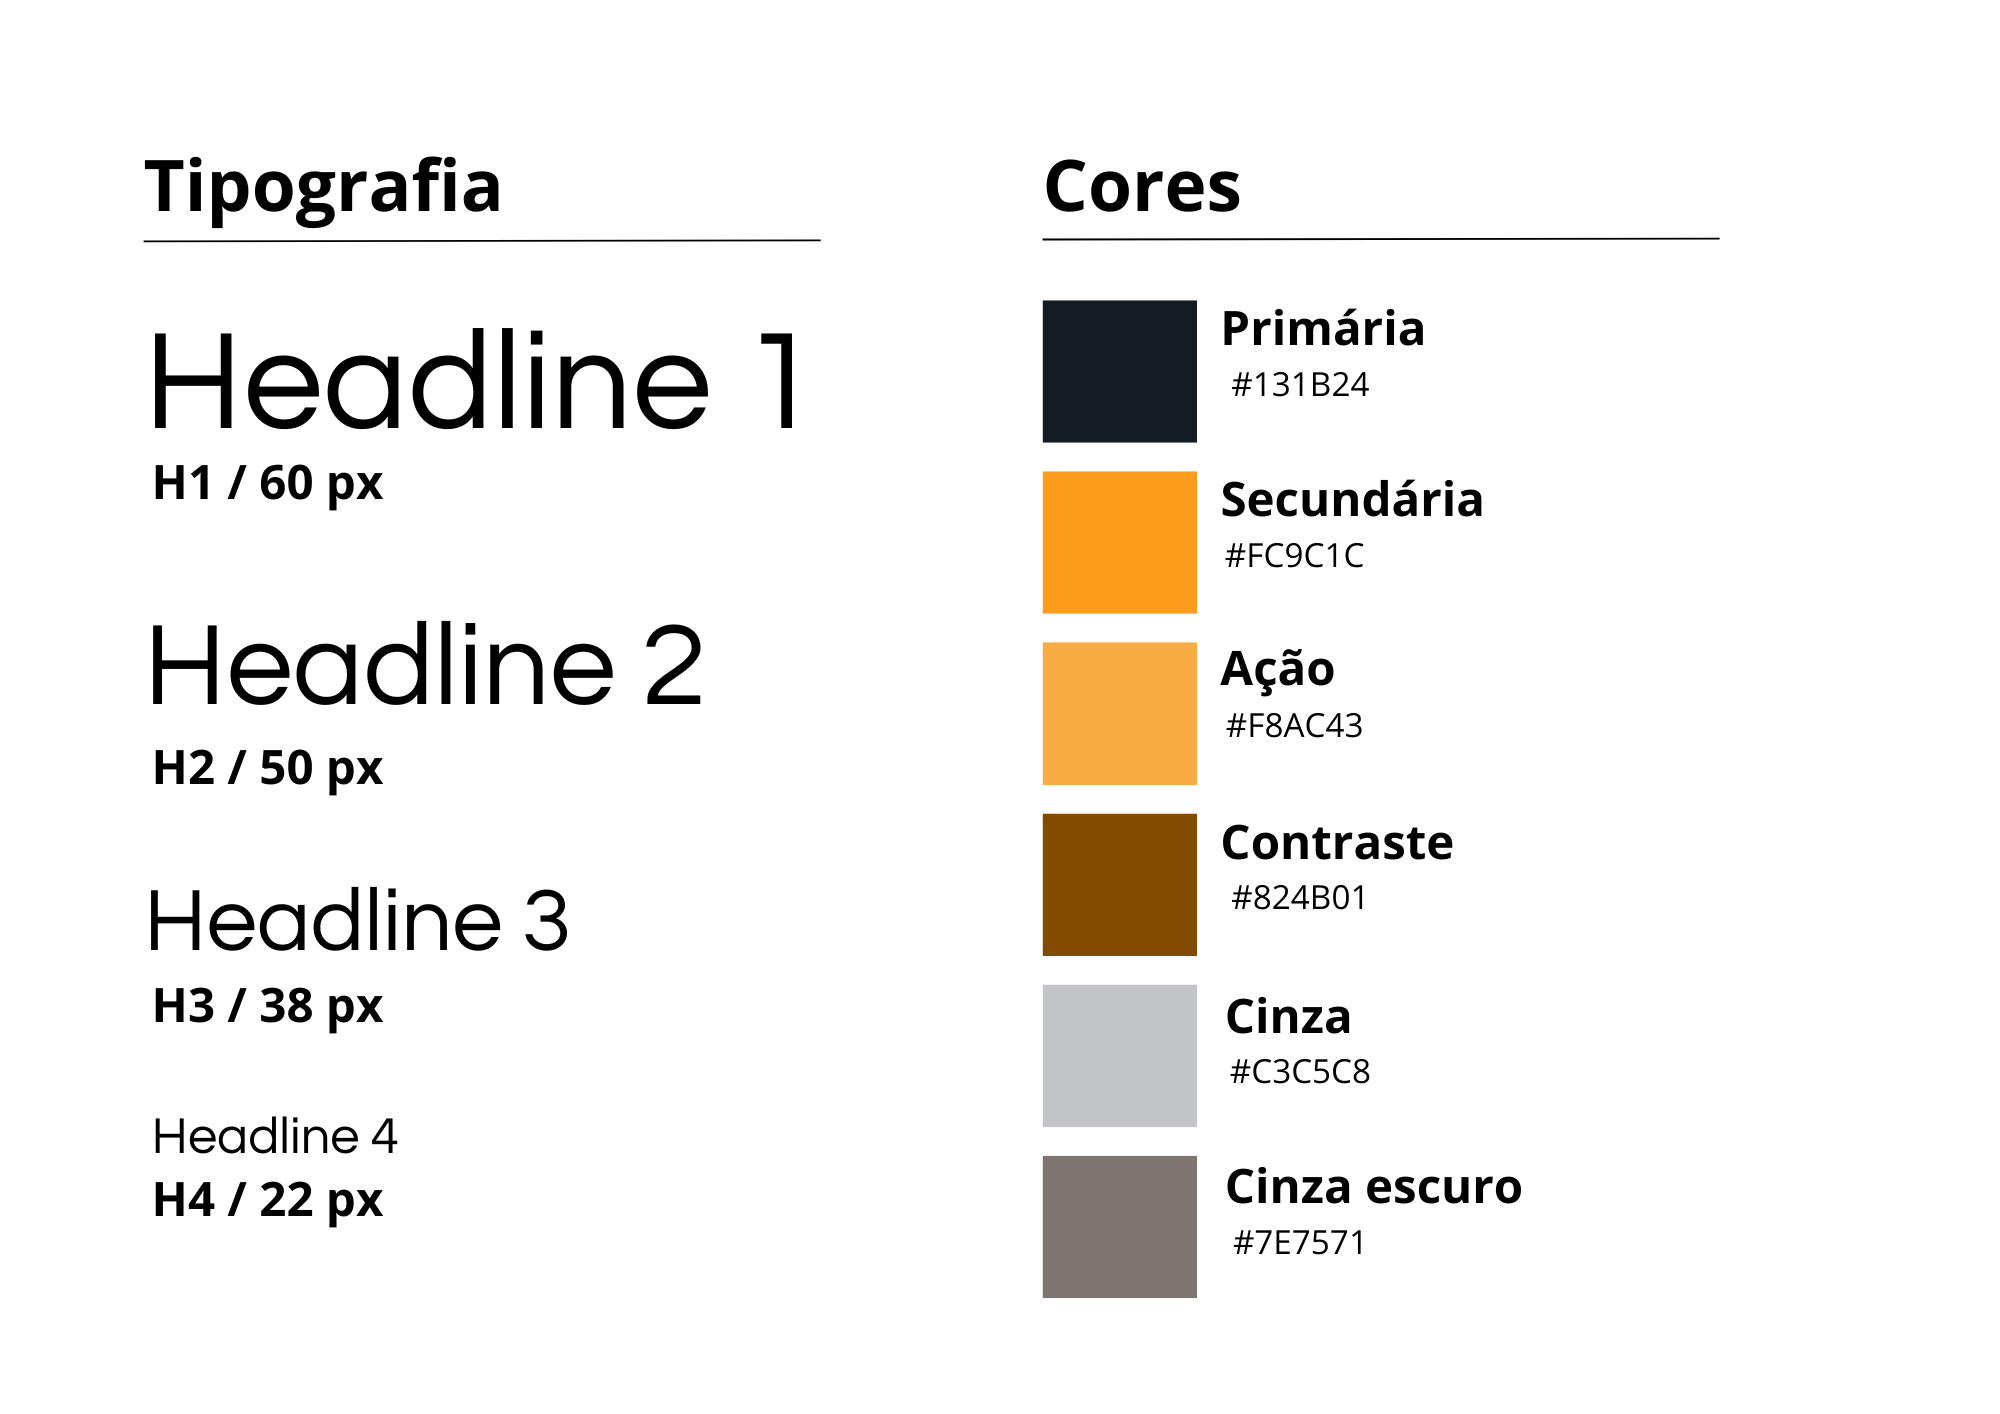 Tipografia
Headline 1
H1 / 60 px
Headline 2
H2 / 50 px
Headline 3
H3 / 38 px
Headline 4
H4 / 22 px
Cores
Primária
#131B24
Secundária
#FC9C1C
Ação
#F8AC43
Contraste
#824B01
Cinza
#C3C5C8
Cinza escuro
#7E7571